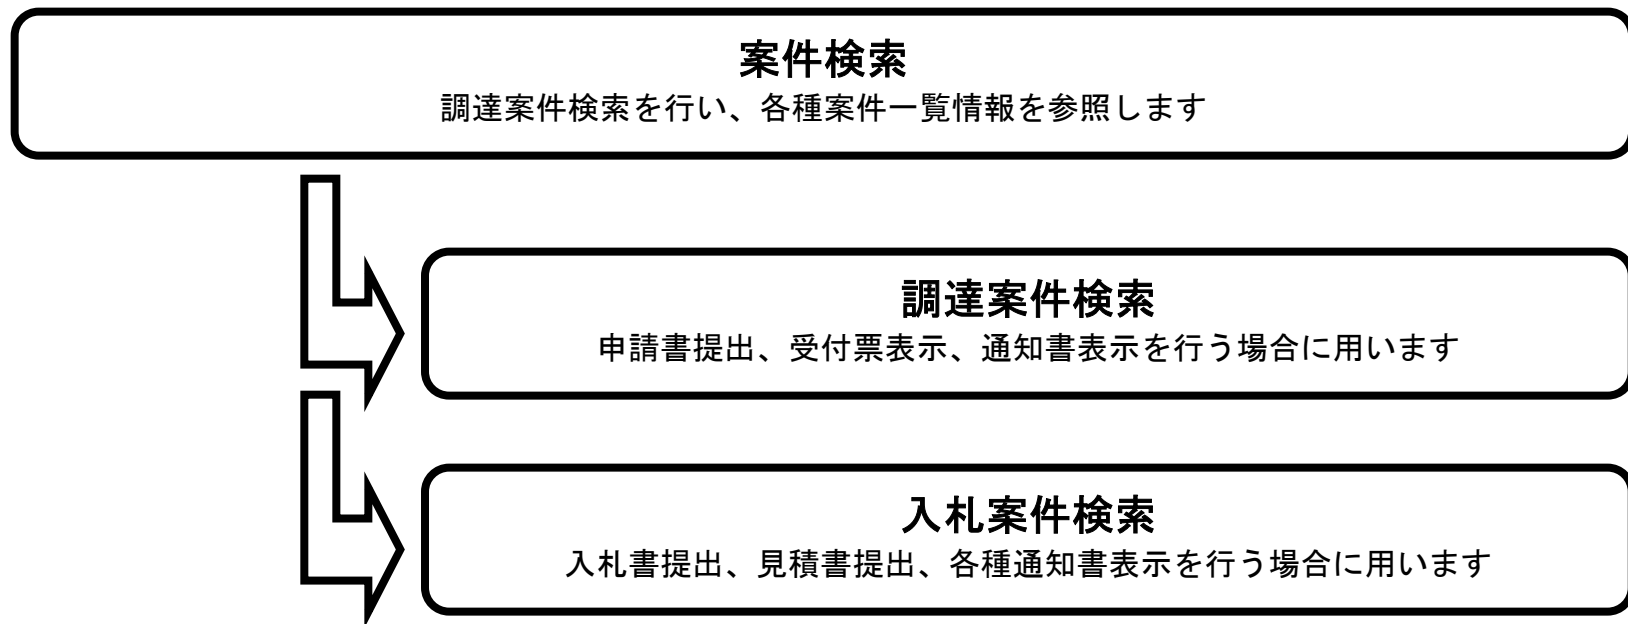 案件検索
調達案件検索を行い、各種案件一覧情報を参照します
調達案件検索
申請書提出、受付票表示、通知書表示を行う場合に用います
入札案件検索
入札書提出、見積書提出、各種通知書表示を行う場合に用います